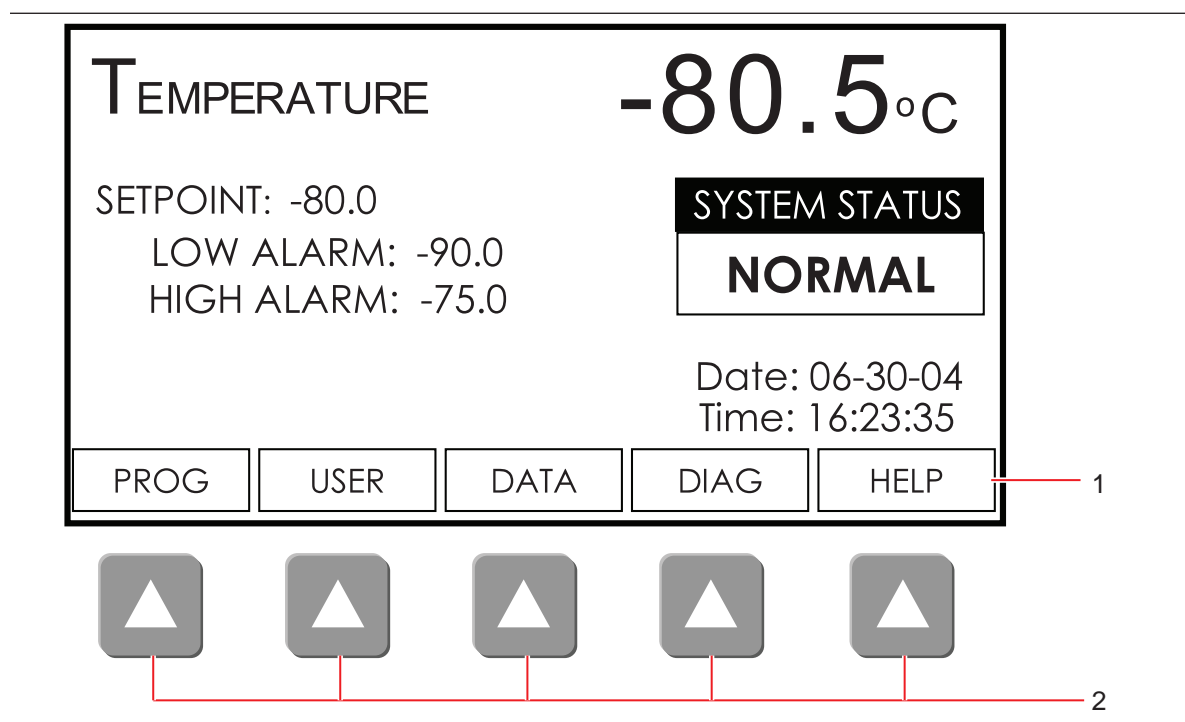 TEMPERATURE -80.5°C
SETPOINT: -80.0
LOW ALARM: -90.0
HIGH ALARM: -75.0
SYSTEM STATUS
NORMAL
Date: 06-30-04
Time: 16:23:35
PROG USER DATA DIAG HELP 1
2